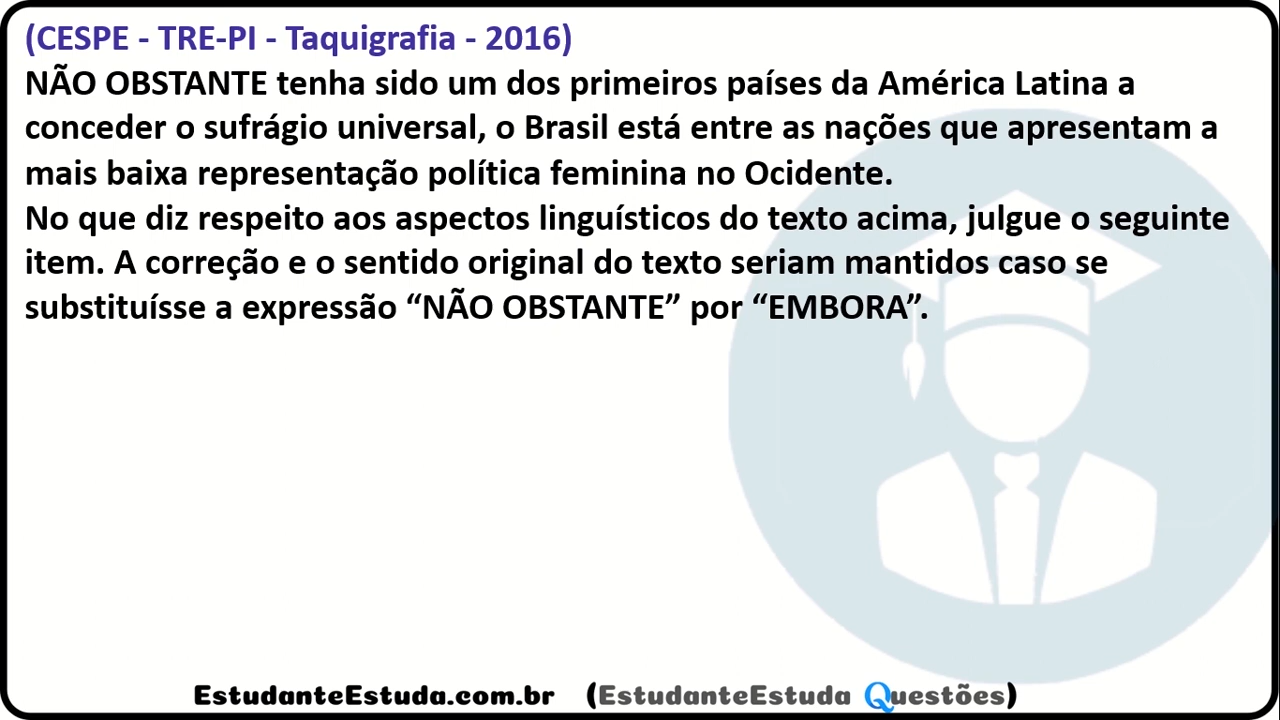 (CESPE - TRE-PI - Taquigrafia - 2016)
NÃO OBSTANTE tenha sido um dos primeiros países da América Latina a
conceder o sufrágio universal, o Brasil está entre as nações que apresentam a
mais baixa representação política feminina no Ocidente.
No que diz respeito aos aspectos linguísticos do texto acima, julgue o seguinte
item. A correção e o sentido original do texto seriam mantidos caso se
substituísse a expressão “NÃO OBSTANTE” por “EMBORA”.
EstudanteEstuda.com.br (EstudanteEstuda Questões)